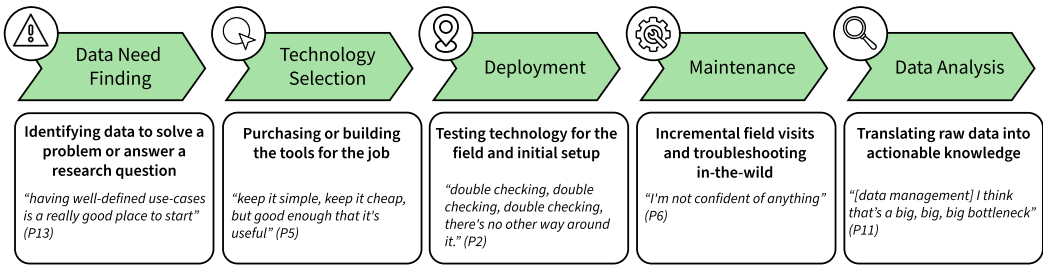 Data Need
Finding
Technology
Selection
Deployment
Maintenance
Data Analysis
Identifying data to solve a
problem or answer a
research question
“having well-defined use-cases
is a really good place to start”
(P13)
Purchasing or building
the tools for the job
“keep it simple, keep it cheap,
but good enough that it's
useful” (P5)
Testing technology for the
field and initial setup
“double checking, double
checking, double checking,
there's no other way around
it.” (P2)
Incremental field visits
and troubleshooting
in-the-wild
“I'm not confident of anything”
(P6)
Translating raw data into
actionable knowledge
“[data management] I think
that’s a big, big, big bottleneck”
(P11)